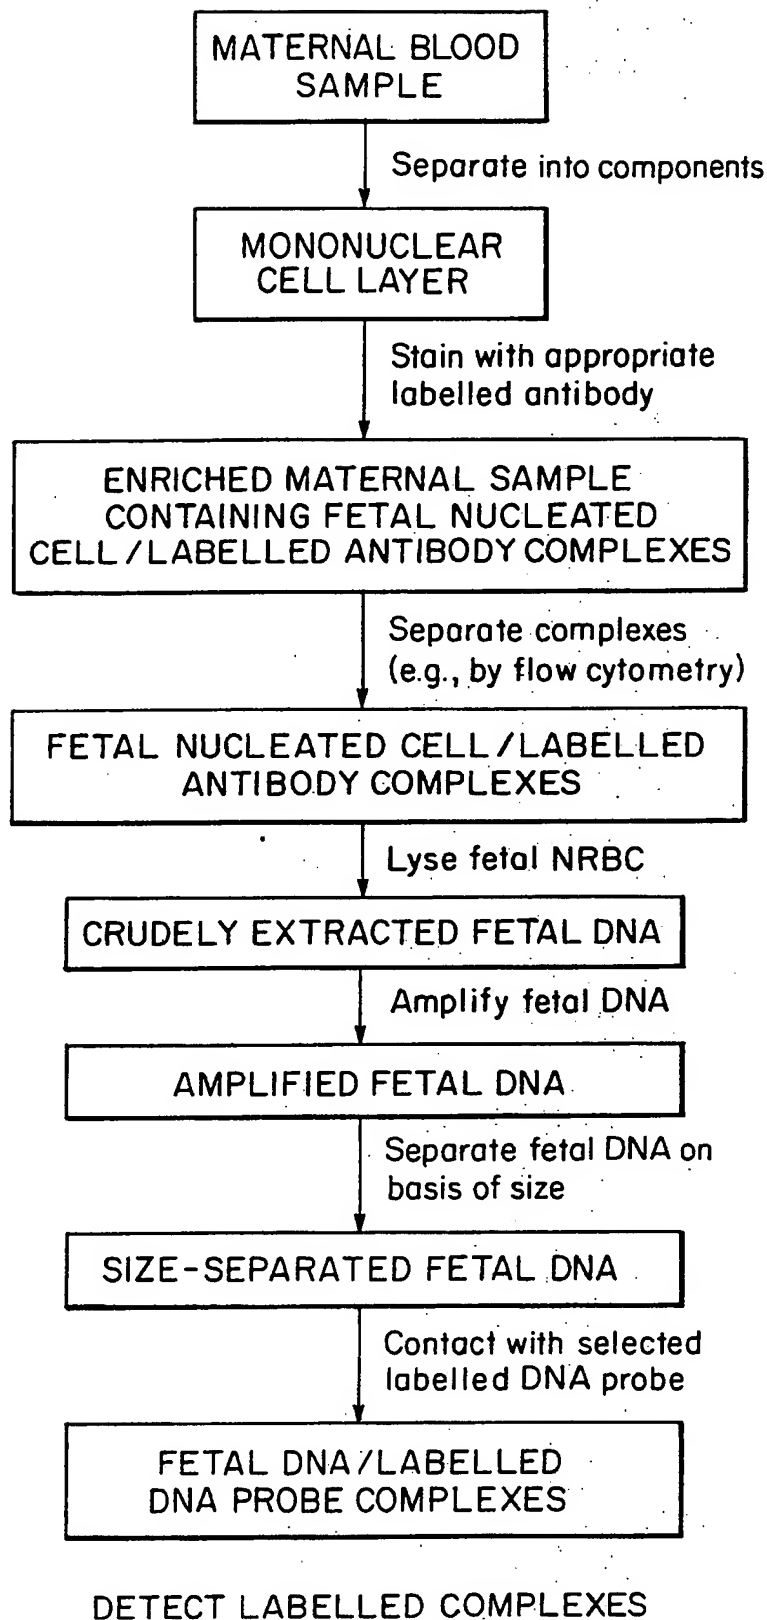 MATERNAL BLOOD
SAMPLE
Separate into components
MONONUCLEAR
CELL LAYER
Stain with appropriate
labelled antibody
ENRICHED MATERNAL SAMPLE
CONTAINING FETAL NUCLEATED
CELL/LABELLED ANTIBODY COMPLEXES
Separate complexes
(e.g., by flow cytometry)
FETAL NUCLEATED CELL/LABELLED
ANTIBODY COMPLEXES
Lyse fetal NRBC
CRUDELY EXTRACTED FETAL DNA
Amplify fetal DNA
AMPLIFIED FETAL DNA
Separate fetal DNA on
basis of size
SIZE-SEPARATED FETAL DNA
Contact with selected
labelled DNA probe
FETAL DNA/LABELLED
DNA PROBE COMPLEXES
DETECT LABELLED COMPLEXES